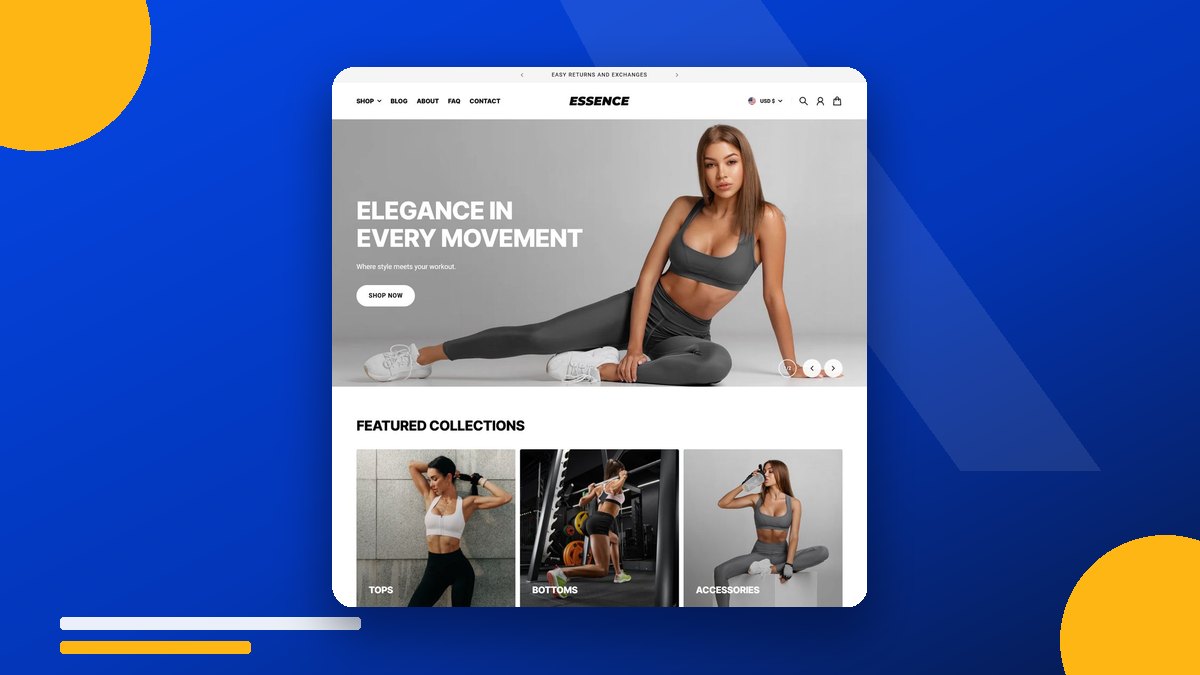 EASY RETURNS AND EXCHANGES
SHOP BLOG ABOUT FAQ CONTACT
ESSENCE
USD $
ELEGANCE IN
EVERY MOVEMENT
Where style meets your workout.
SHOP NOW
FEATURED COLLECTIONS
TOPS
BOTTOMS
ACCESSORIES